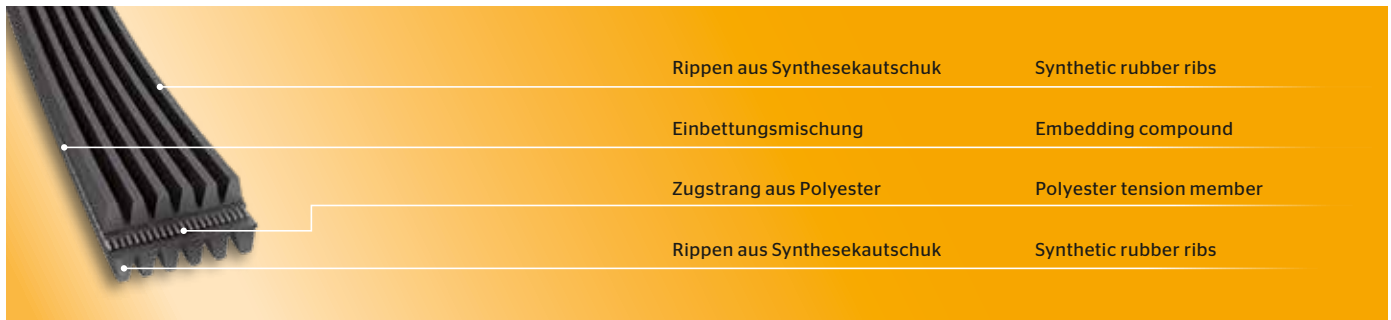 Rippen aus Synthesekautschuk Synthetic rubber ribs
Einbettungsmischung Embedding compound
Zugstrang aus Polyester Polyester tension member
Rippen aus Synthesekautschuk Synthetic rubber ribs